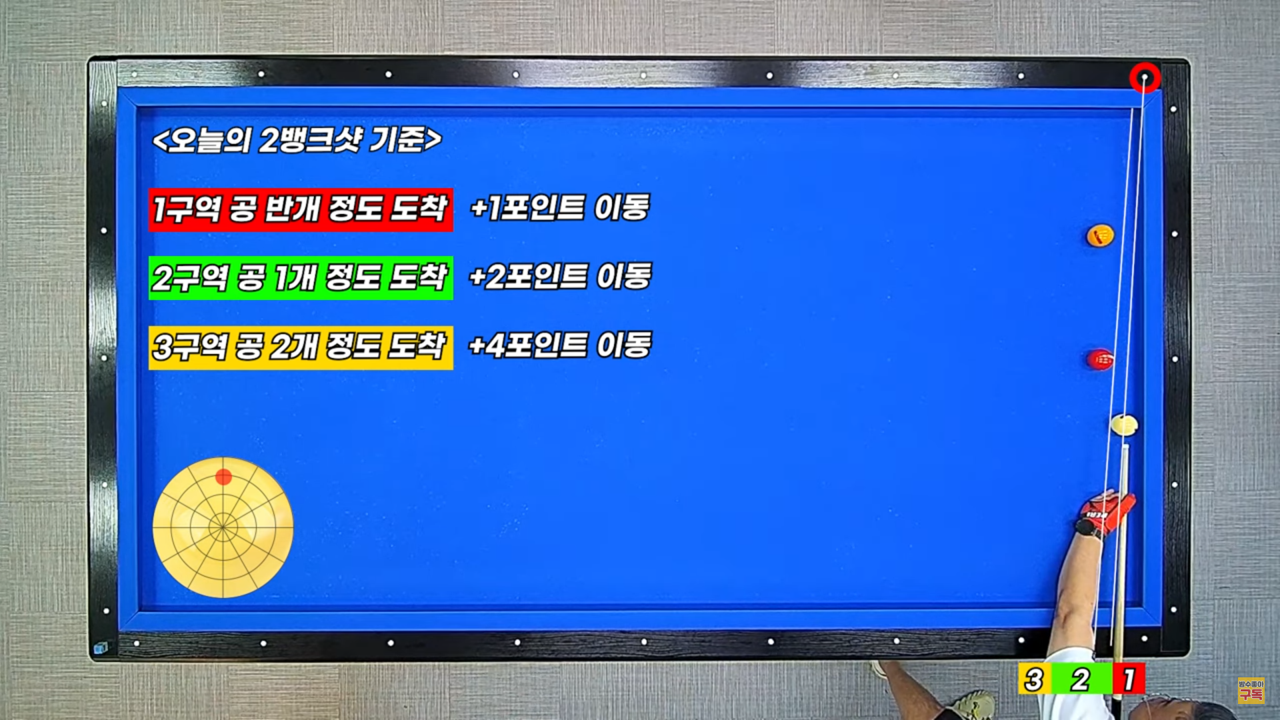 <오늘의 2뱅크샷 기준>
1구역 공 반개 정도 도착 +1포인트 이동
2구역 공 1개 정도 도착 +2포인트 이동
3구역 공 2개 정도 도착 +4포인트 이동
3 2 1
구독